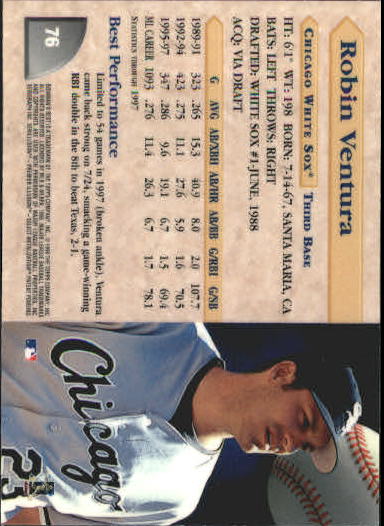 Robin Ventura
CHICAGO WHITE SOX® THIRD BASE
HT: 6'1" WT: 198 BORN: 7-14-67, SANTA MARIA, CA
BATS: LEFT THROWS: RIGHT
DRAFTED: WHITE SOX #1-JUNE, 1988
ACQ: VIA DRAFT
G AVG AB/XBH AB/HR AB/BB G/RBI G/SB
1989-91 323 .265 15.3 40.9 8.0 2.0 107.7
1992-94 423 .275 11.1 27.6 5.9 1.6 70.5
1995-97 347 .286 9.6 19.1 6.7 1.5 69.4
ML CAREER 1093 .276 11.4 26.3 6.7 1.7 78.1
STATISTICS THROUGH 1997
Best Performance
Limited to 54 games in 1997 (broken ankle), Ventura
came back strong on 7/24, smacking a game-winning
RBI double in the 8th to beat Texas, 2-1.
76
Chicago
23